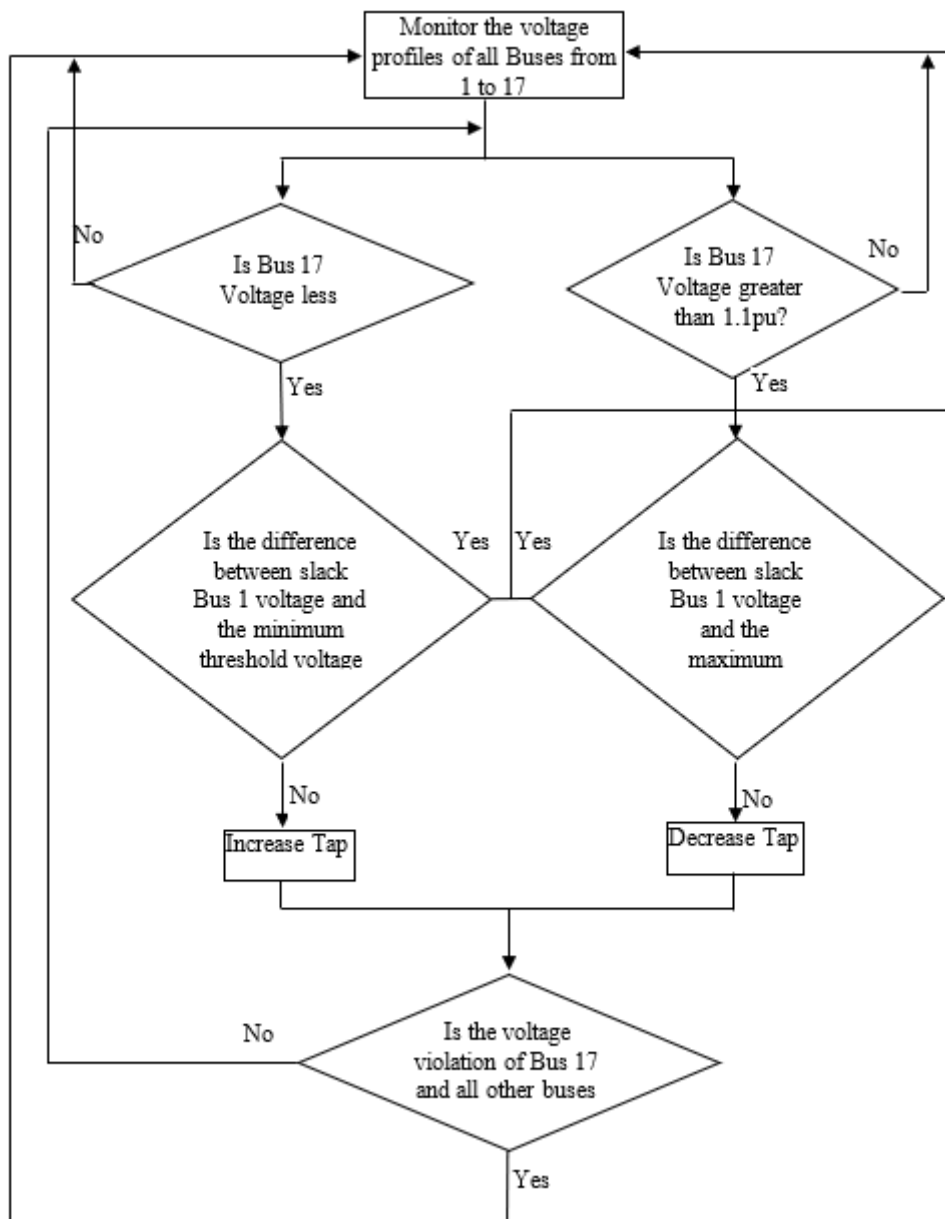 Monitor the voltage
profiles of all Buses from
1 to 17
No
Is Bus 17
Voltage less
Is Bus 17
Voltage greater
than 1.1pu?
No
Yes
Yes
Is the difference
between slack
Bus 1 voltage and
the minimum
threshold voltage
Yes
Yes
Is the difference
between slack
Bus 1 voltage
and the
maximum
No
No
Increase Tap
Decrease Tap
No
Is the voltage
violation of Bus 17
and all other buses
Yes